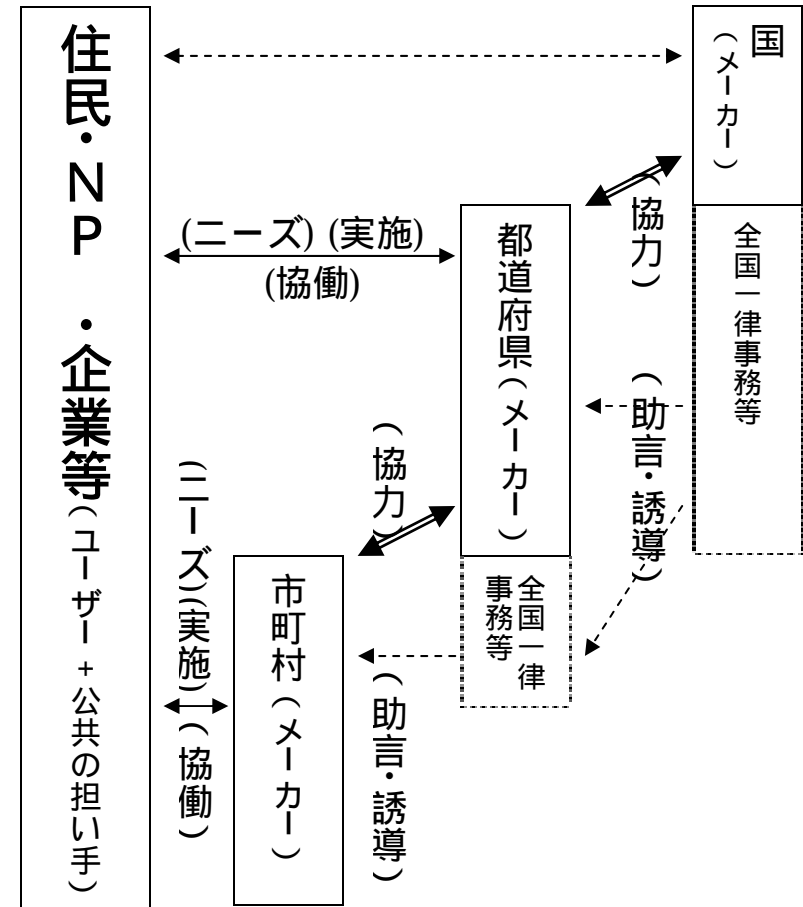 住民・NP　・企業等(ユーザー+公共の担い手)
(ニーズ) (実施)
(協働)
(ニーズ)(実施)
(協働)
市町村(メーカー)
(協力)
(助言・誘導)
都道府県(メーカー)
全国一律
事務等
(協力)
(助言・誘導)
国
(メーカー)
全国一律事務等